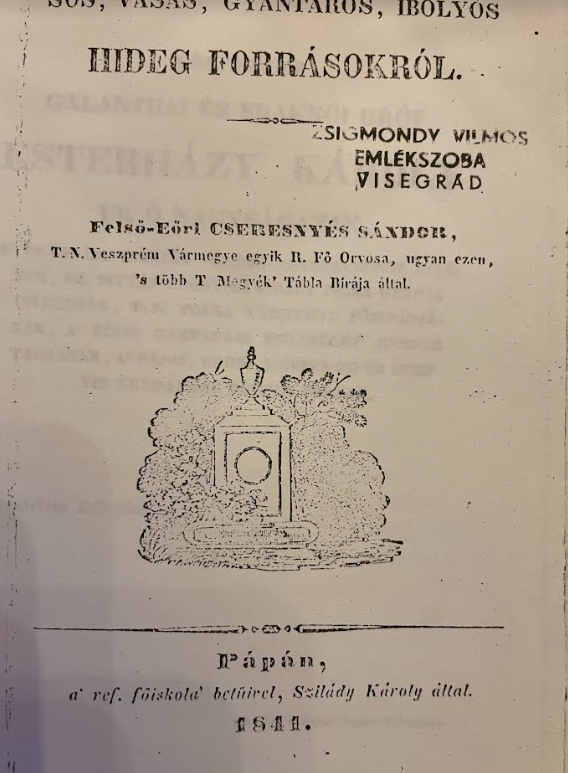 SÓS, VASAS, GYANTÁROS, IBOLYÓS
HIDEG FORRÁSOKRÓL.
ZSIGMONDY VILMOS
EMLÉKSZOBA
VISEGRÁD
Felső-Eőri CSERESNYÉS SÁNDOR,
T. N. Veszprém Vármegye egyik R. Fő Orvosa, ugyan ezen,
's több T Megyék' Tábla Birája által.
Pápán,
a' ref. főiskola' betűivel, Szilády Károly által.
1841.